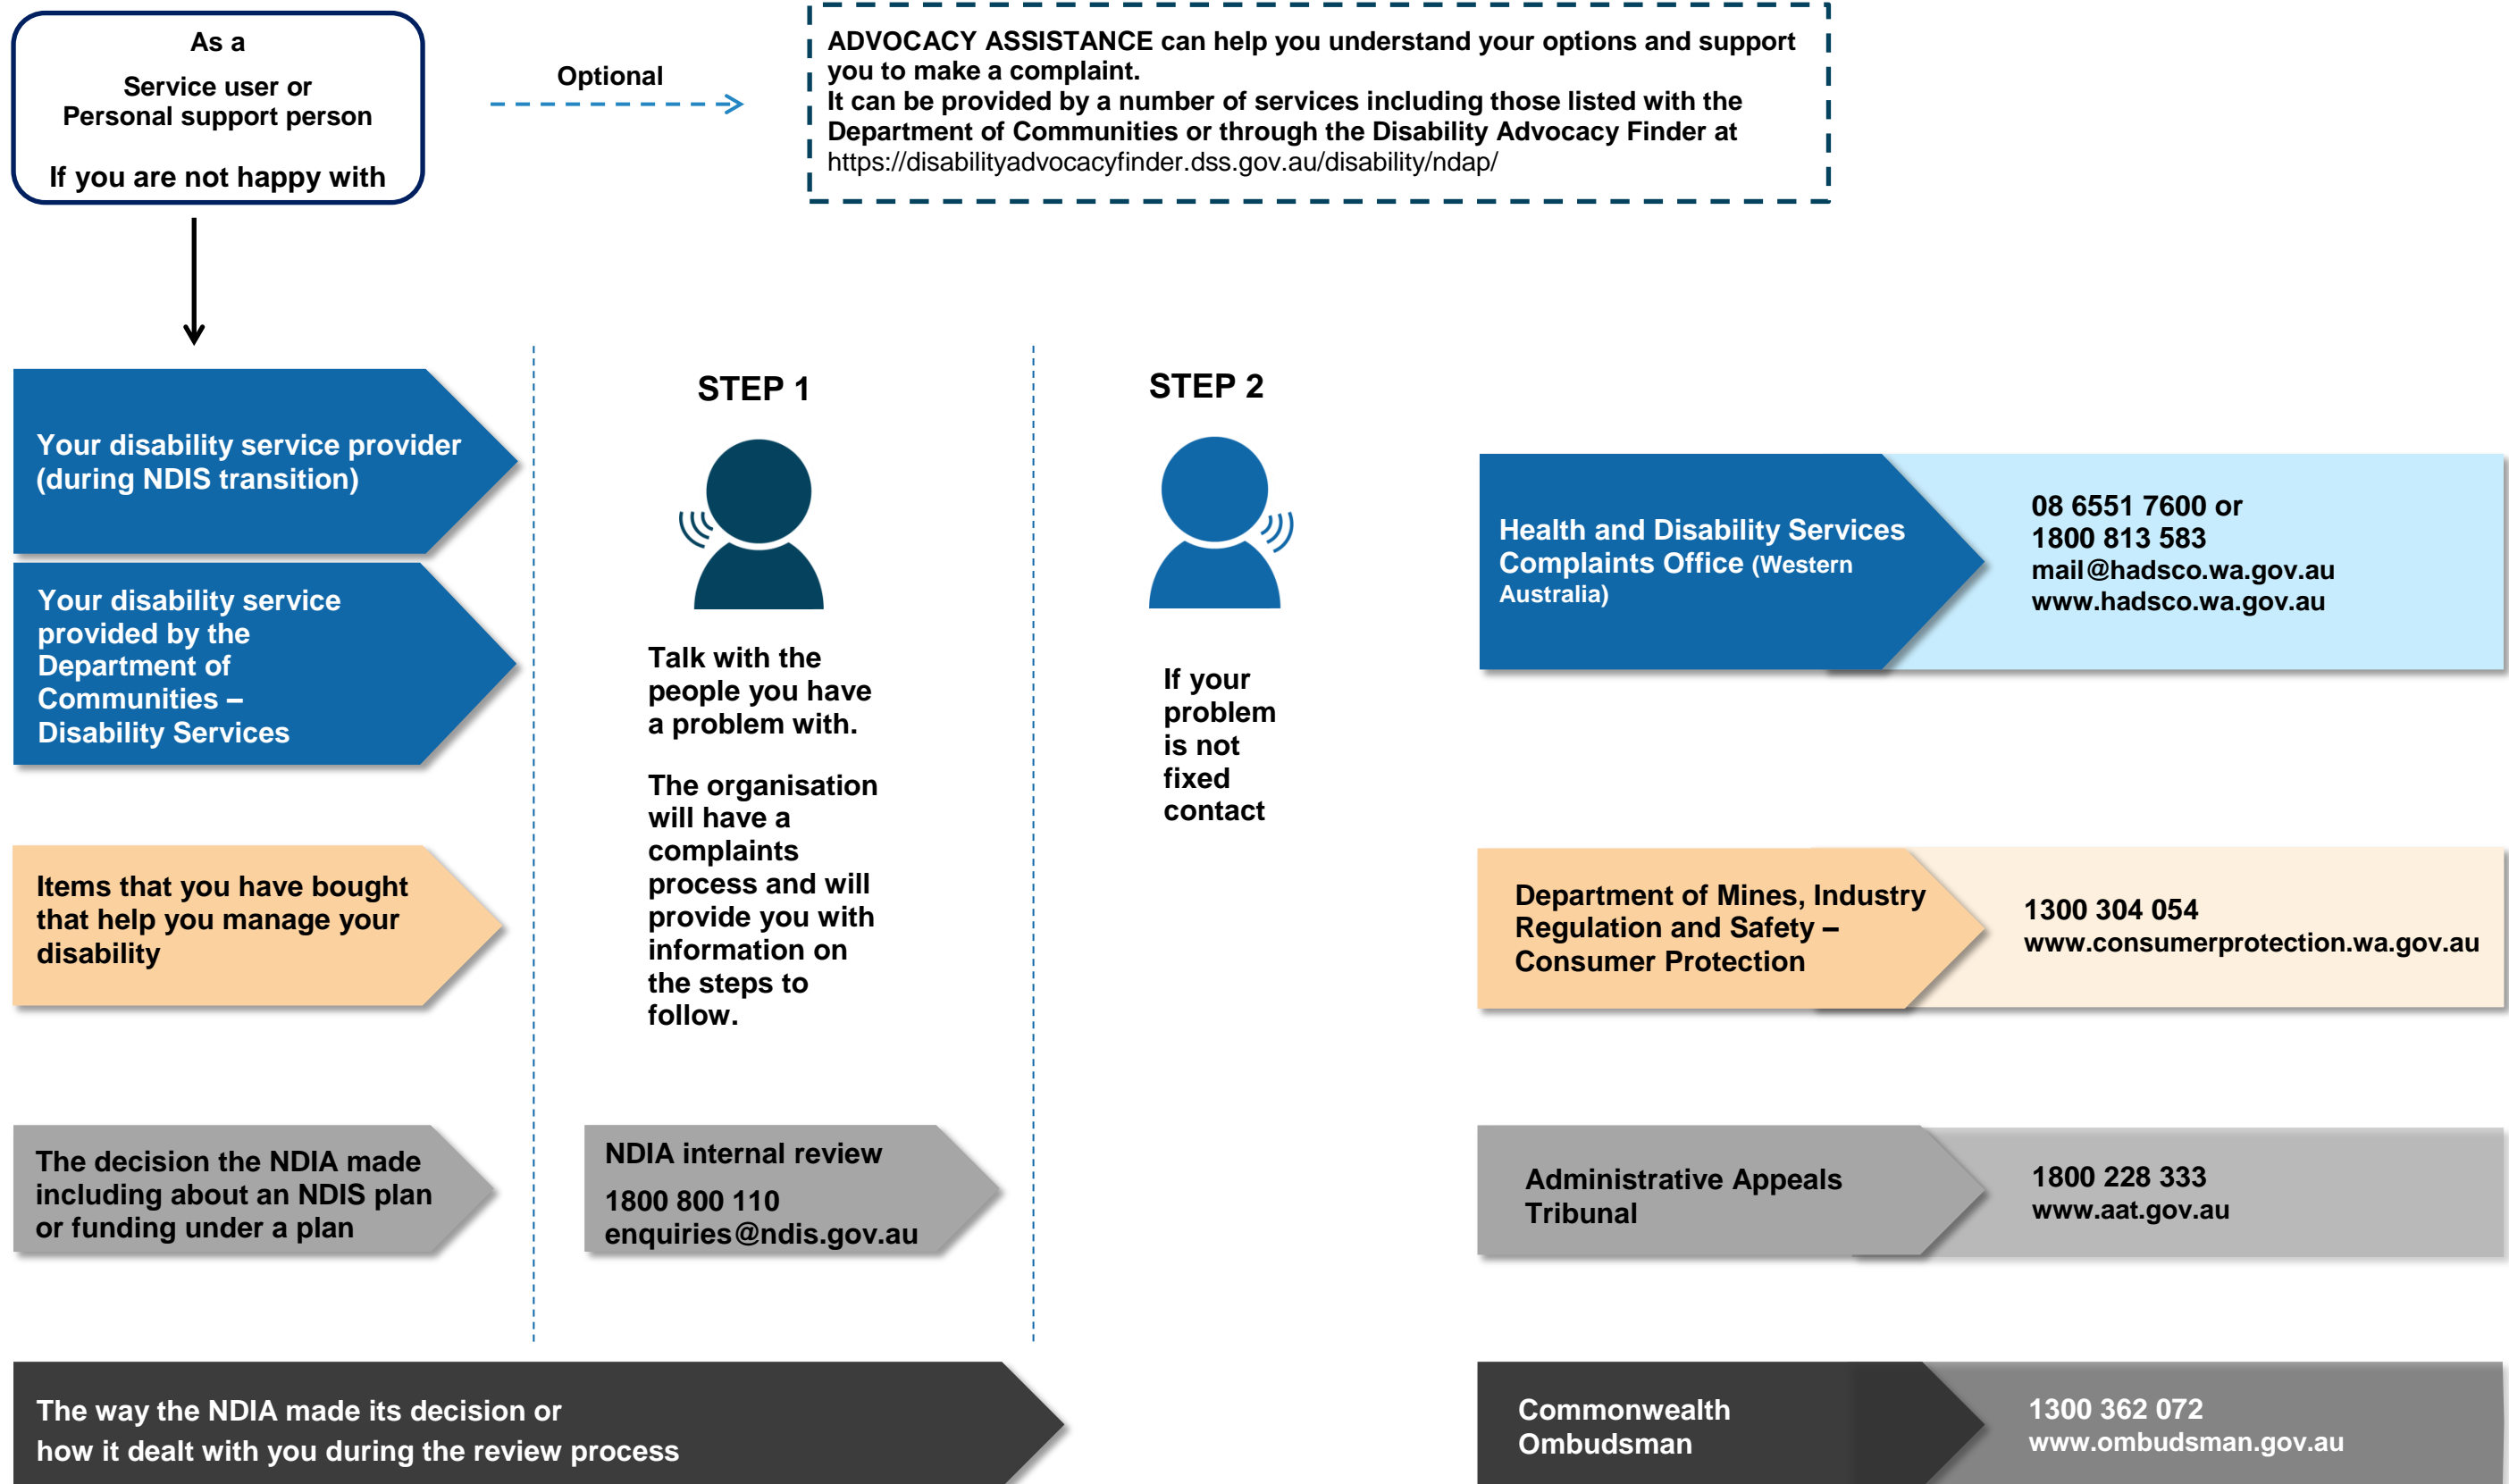 As a
Service user or
Personal support person
If you are not happy with
Optional
ADVOCACY ASSISTANCE can help you understand your options and support
you to make a complaint.
It can be provided by a number of services including those listed with the
Department of Communities or through the Disability Advocacy Finder at
https://disabilityadvocacyfinder.dss.gov.au/disability/ndap/
Your disability service provider
(during NDIS transition)
Your disability service
provided by the
Department of
Communities –
Disability Services
Items that you have bought
that help you manage your
disability
The decision the NDIA made
including about an NDIS plan
or funding under a plan
The way the NDIA made its decision or
how it dealt with you during the review process
STEP 1
Talk with the
people you have
a problem with.
The organisation
will have a
complaints
process and will
provide you with
information on
the steps to
follow.
NDIA internal review
1800 800 110
enquiries@ndis.gov.au
STEP 2
If your
problem
is not
fixed
contact
Health and Disability Services
Complaints Office (Western
Australia)
08 6551 7600 or
1800 813 583
mail@hadsco.wa.gov.au
www.hadsco.wa.gov.au
Department of Mines, Industry
Regulation and Safety –
Consumer Protection
1300 304 054
www.consumerprotection.wa.gov.au
Administrative Appeals
Tribunal
1800 228 333
www.aat.gov.au
Commonwealth
Ombudsman
1300 362 072
www.ombudsman.gov.au